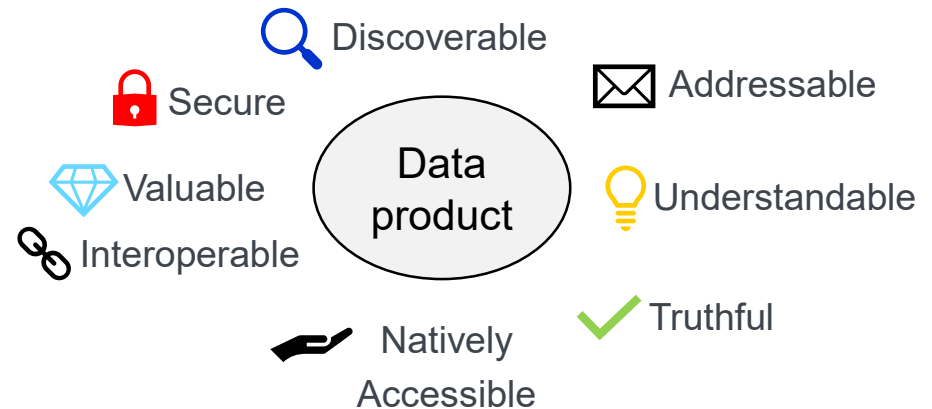 Discoverable
Addressable
Secure
Data
product
Valuable
Understandable
Interoperable
Truthful
Natively
Accessible